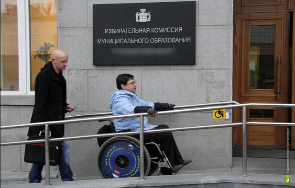 ИЗБИРАТЕЛЬНАЯ КОМИССИЯ
МУНИЦИПАЛЬНОГО ОБРАЗОВАНИЯ